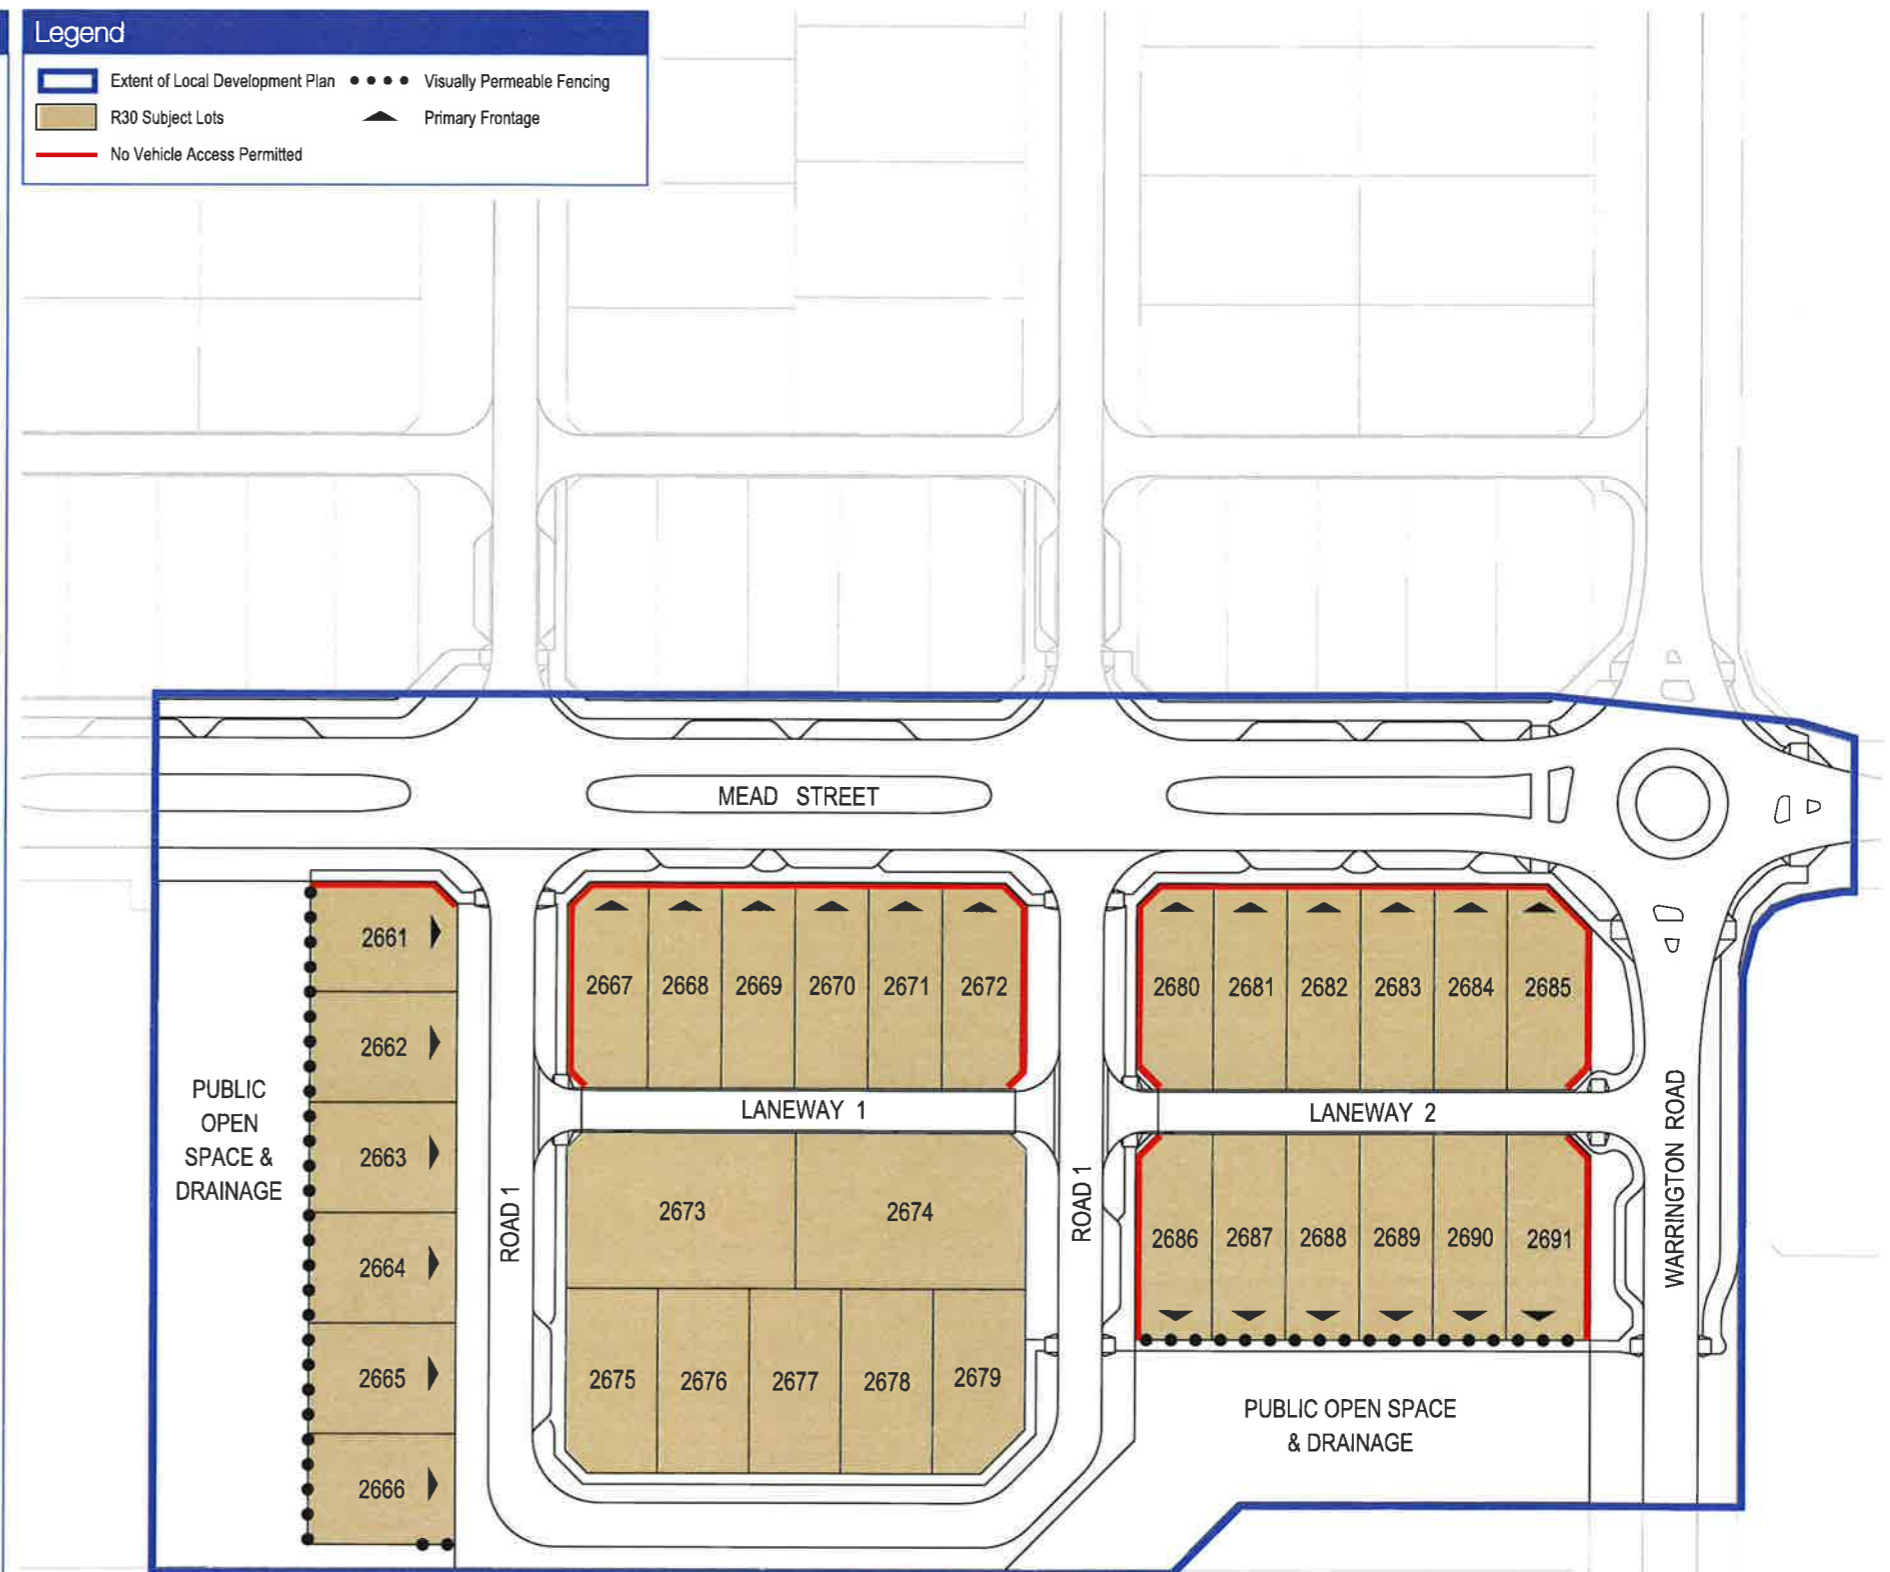 Legend
Extent of Local Development Plan
Visually Permeable Fencing
R30 Subject Lots
Primary Frontage
No Vehicle Access Permitted
MEAD STREET
2661
2662
2663
2664
2665
2666
PUBLIC
OPEN
SPACE &
DRAINAGE
ROAD 1
2667
2668
2669
2670
2671
2672
LANEWAY 1
2673
2674
2675
2676
2677
2678
2679
ROAD 1
2680
2681
2682
2683
2684
2685
LANEWAY 2
2686
2687
2688
2689
2690
2691
WARRINGTON ROAD
PUBLIC OPEN SPACE
& DRAINAGE